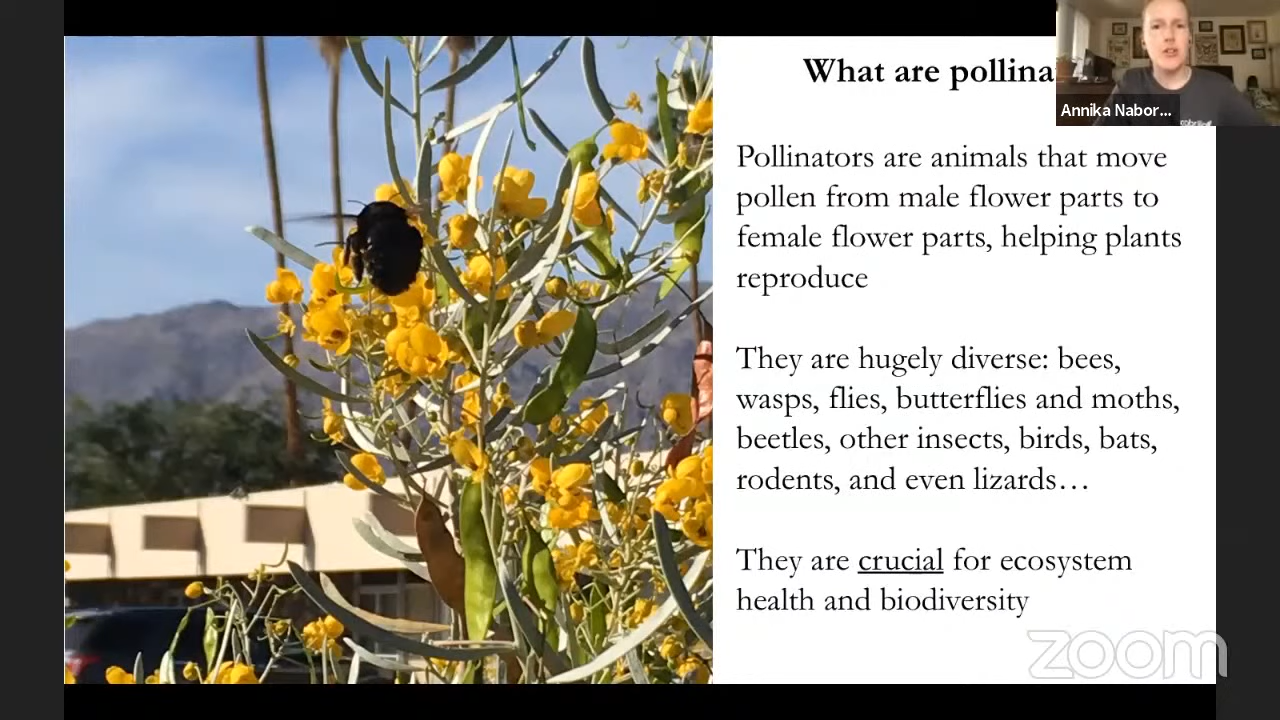 What are pollina
Annika Nabor...
Pollinators are animals that move
pollen from male flower parts to
female flower parts, helping plants
reproduce
They are hugely diverse: bees,
wasps, flies, butterflies and moths,
beetles, other insects, birds, bats,
rodents, and even lizards…
They are crucial for ecosystem
health and biodiversity
zoom